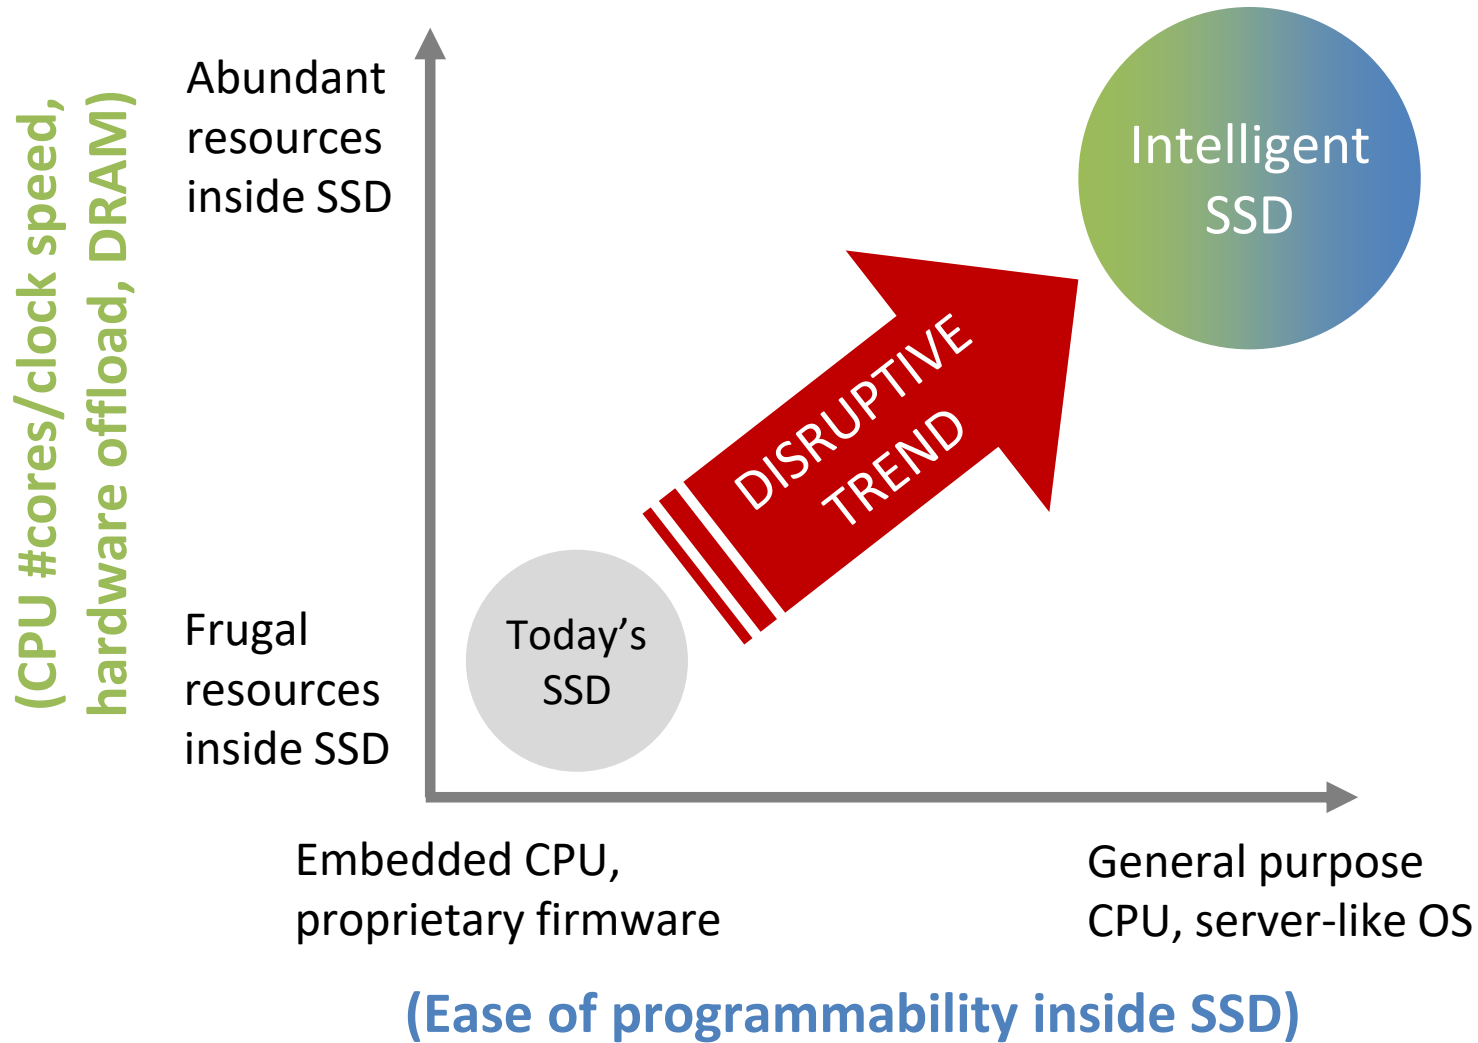 (CPU #cores/clock speed,
hardware offload, DRAM)
Abundant
resources
inside SSD
Intelligent
SSD
DISRUPTIVE
TREND
Today’s
SSD
Frugal
resources
inside SSD
Embedded CPU,
proprietary firmware
General purpose
CPU, server-like OS
(Ease of programmability inside SSD)